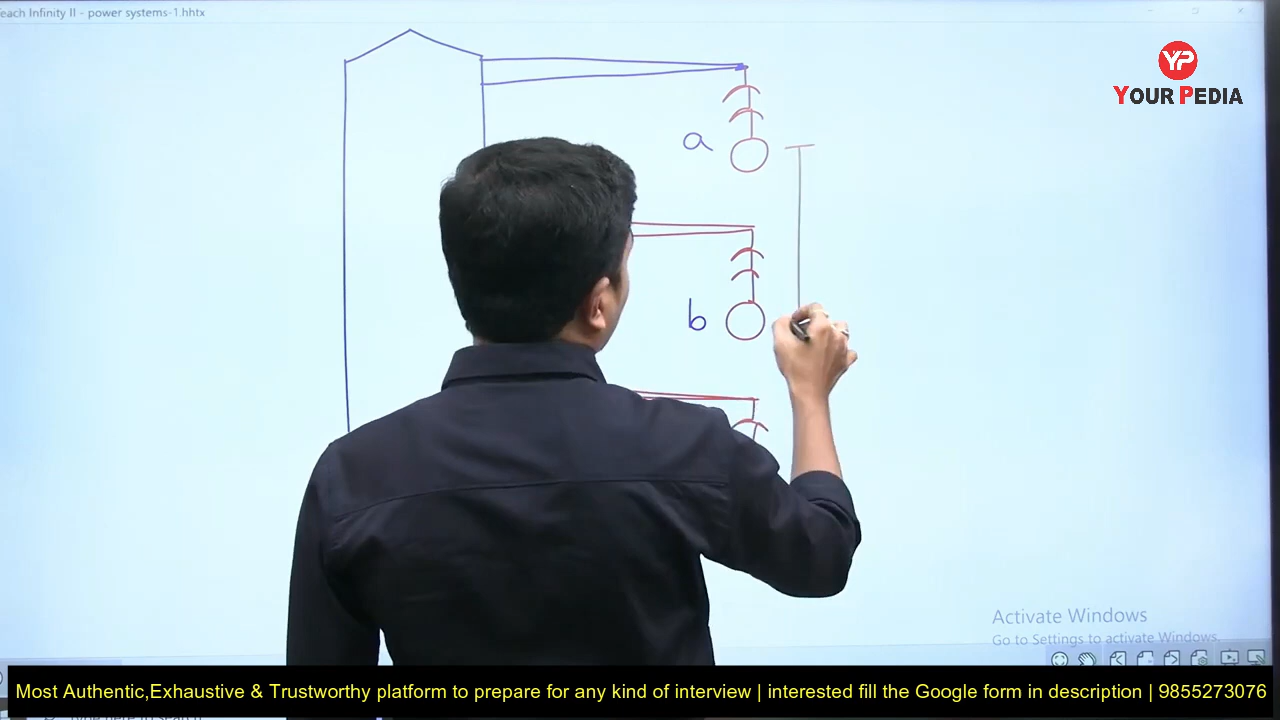 each Infinity II - power systems-1.hhtx
YP
YOUR PEDIA
a
b
Activate Windows
Go to Settings to activate Windows.
Most Authentic,Exhaustive & Trustworthy platform to prepare for any kind of interview | interested fill the Google form in description | 9855273076